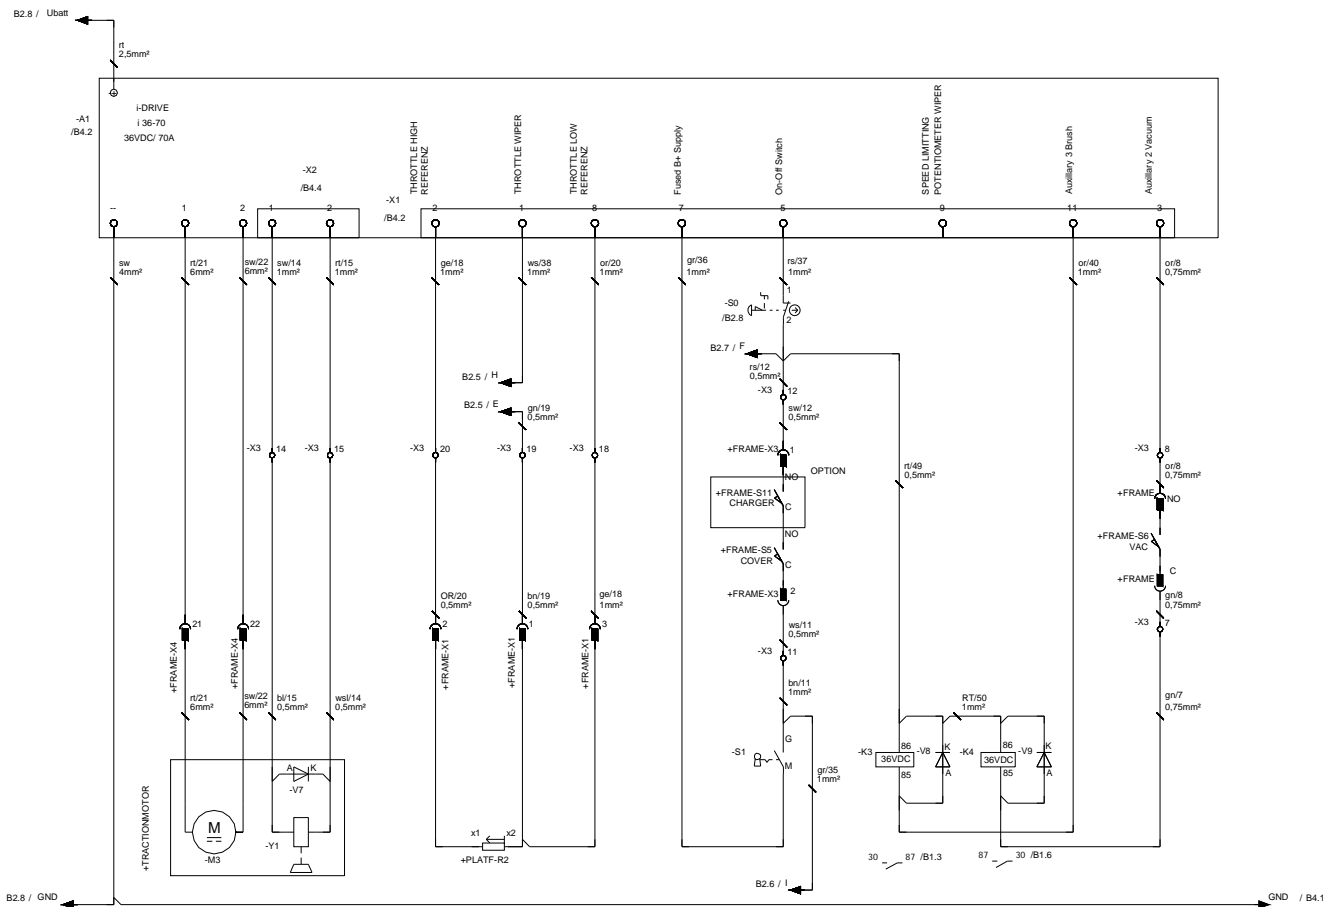 B2.8 / Ubatt
rt
2,5mm²
-A1
/B4.2
i-DRIVE
i 36-70
36VDC/ 70A
-X2
/B4.4
-X1
/B4.2
THROTTLE HIGH
REFERENZ
THROTTLE WIPER
THROTTLE LOW
REFERENZ
Fused B+ Supply
On-Off Switch
SPEED LIMITTING
POTENTIOMETER WIPER
Auxillary 3 Brush
Auxillary 2 Vacuum
-- 1 2 1 2 2 1 8 7 5 9 11 3
sw
4mm²
rt/21
6mm²
sw/22
6mm²
sw/14
1mm²
rt/15
1mm²
ge/18
1mm²
ws/38
1mm²
or/20
1mm²
gr/36
1mm²
rs/37
1mm²
or/40
1mm²
or/8
0,75mm²
1
-S0
/B2.8
2
B2.7 / F
rs/12
0,5mm²
-X3 12
sw/12
0,5mm²
B2.5 / H
B2.5 / E
gn/19
0,5mm²
-X3 14
-X3 15
-X3 20
-X3 19
-X3 18
+FRAME-X3 1
NO
OPTION
+FRAME-S11
CHARGER
C
NO
+FRAME-S5
COVER
C
+FRAME-X3 2
rt/49
0,5mm²
-X3 8
or/8
0,75mm²
+FRAME NO
+FRAME-S6
VAC
C
+FRAME
gn/8
0,75mm²
-X3 7
OR/20
0,5mm²
bn/19
0,5mm²
ge/18
1mm²
ws/11
0,5mm²
-X3 11
21
22
2
1
3
+FRAME-X4
+FRAME-X4
+FRAME-X1
+FRAME-X1
+FRAME-X1
rt/21
6mm²
sw/22
6mm²
bl/15
0,5mm²
wsl/14
0,5mm²
bn/11
1mm²
RT/50
1mm²
gn/7
0,75mm²
-S1
G
M
gr/35
1mm²
-K3
86
36VDC
85
-V8
K
A
-K4
86
36VDC
85
-V9
K
A
A K
-V7
+TRACTIONMOTOR
M
-M3
-Y1
x1 x2
+PLATF-R2
30 87 /B1.3
87 30 /B1.6
B2.6 / I
B2.8 / GND
GND / B4.1